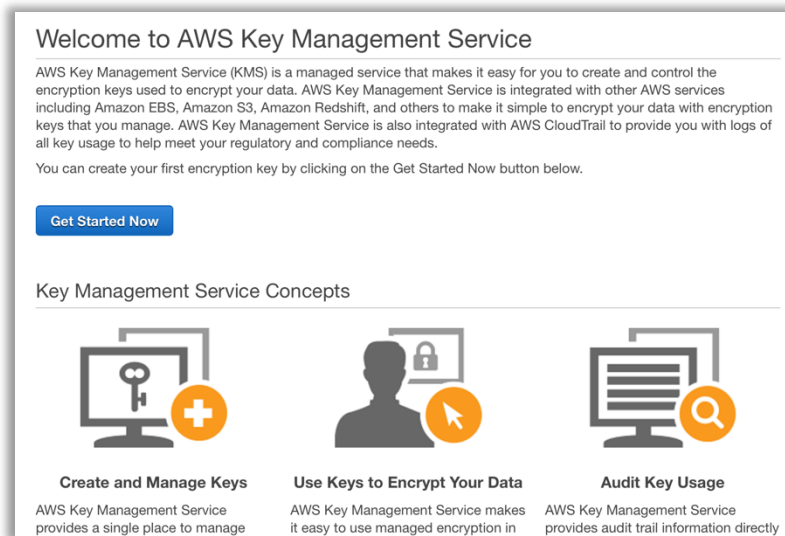 Welcome to AWS Key Management Service
AWS Key Management Service (KMS) is a managed service that makes it easy for you to create and control the
encryption keys used to encrypt your data. AWS Key Management Service is integrated with other AWS services
including Amazon EBS, Amazon S3, Amazon Redshift, and others to make it simple to encrypt your data with encryption
keys that you manage. AWS Key Management Service is also integrated with AWS CloudTrail to provide you with logs of
all key usage to help meet your regulatory and compliance needs.
You can create your first encryption key by clicking on the Get Started Now button below.
Get Started Now
Key Management Service Concepts
Create and Manage Keys
AWS Key Management Service
provides a single place to manage
Use Keys to Encrypt Your Data
AWS Key Management Service makes
it easy to use managed encryption in
Audit Key Usage
AWS Key Management Service
provides audit trail information directly